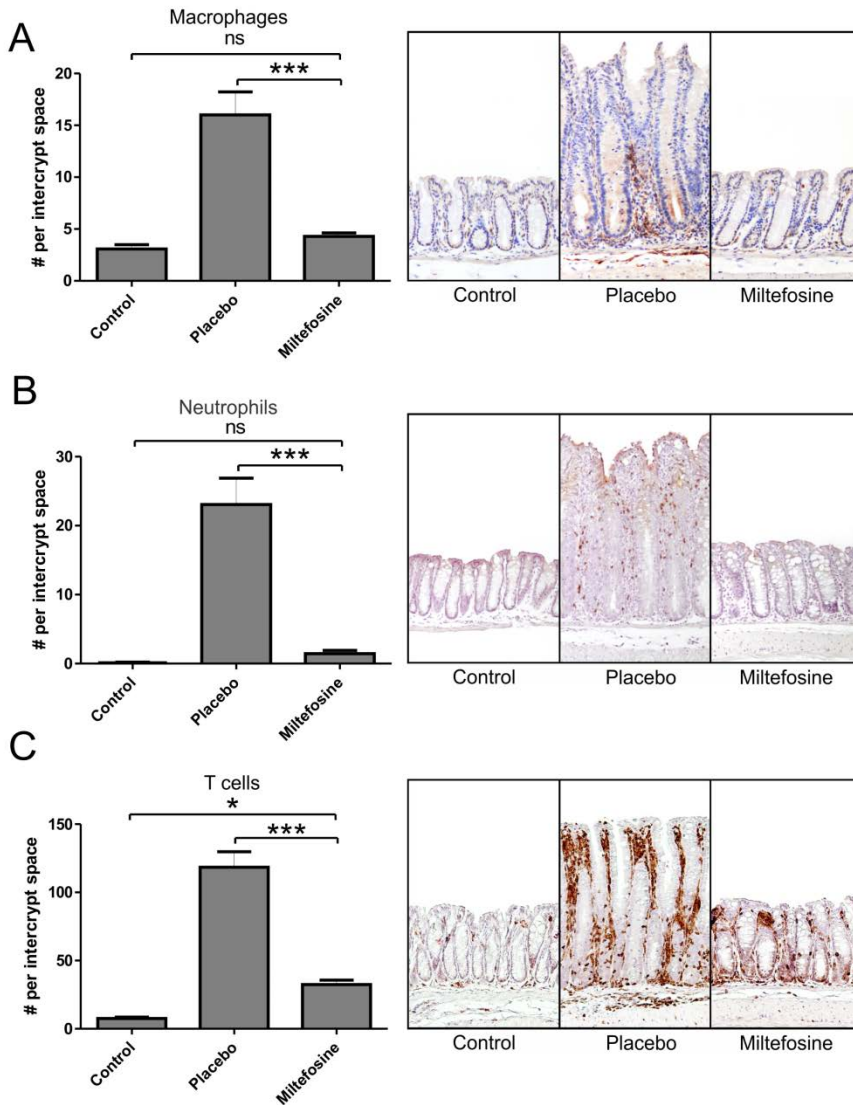 A
Macrophages
ns
***
# per intercrypt space
20
15
10
5
0
Control
Placebo
Miltefosine
Control Placebo Miltefosine
B
Neutrophils
ns
***
# per intercrypt space
30
20
10
0
Control
Placebo
Miltefosine
Control Placebo Miltefosine
C
T cells
*
***
# per intercrypt space
150
100
50
0
Control
Placebo
Miltefosine
Control Placebo Miltefosine